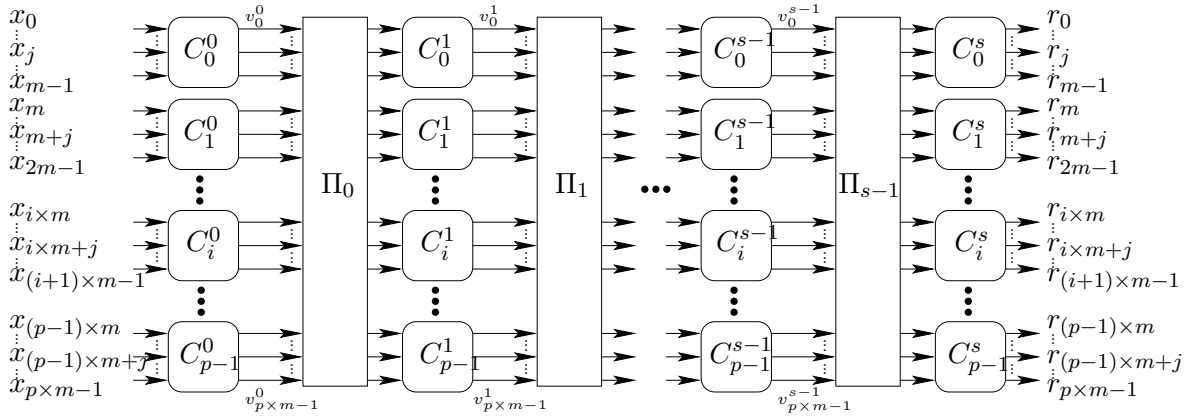 x_0 C_0^0 v_0^0 C_0^1 v_0^1 C_0^{s-1} v_0^{s-1} C_0^s r_0
x_j r_j
x_{m-1} r_{m-1}
x_m C_1^0 C_1^1 C_1^{s-1} C_1^s r_m
x_{m+j} r_{m+j}
x_{2m-1} r_{2m-1}
Π_0 Π_1 Π_{s-1}
x_{i×m} C_i^0 C_i^1 C_i^{s-1} C_i^s r_{i×m}
x_{i×m+j} r_{i×m+j}
x_{(i+1)×m-1} r_{(i+1)×m-1}
x_{(p-1)×m} C_{p-1}^0 C_{p-1}^1 C_{p-1}^{s-1} C_{p-1}^s r_{(p-1)×m}
x_{(p-1)×m+j} r_{(p-1)×m+j}
x_{p×m-1} r_{p×m-1}
v_{p×m-1}^0 v_{p×m-1}^1 v_{p×m-1}^{s-1}